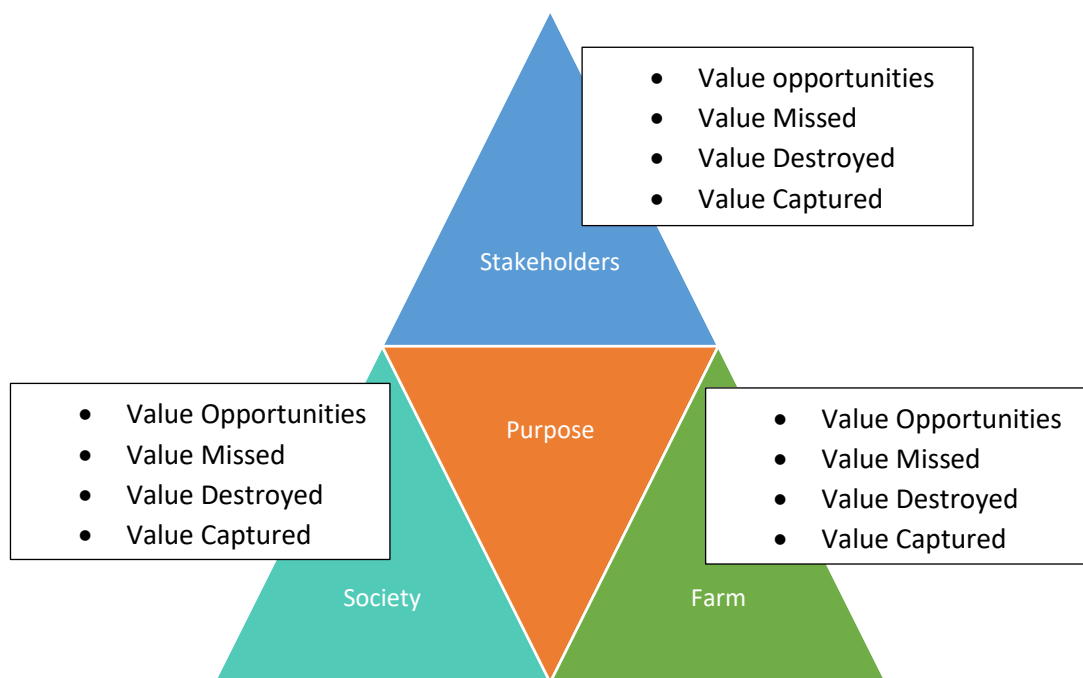 • Value opportunities
• Value Missed
• Value Destroyed
• Value Captured
Stakeholders
Purpose
• Value Opportunities
• Value Missed
• Value Destroyed
• Value Captured
Society
• Value Opportunities
• Value Missed
• Value Destroyed
• Value Captured
Farm